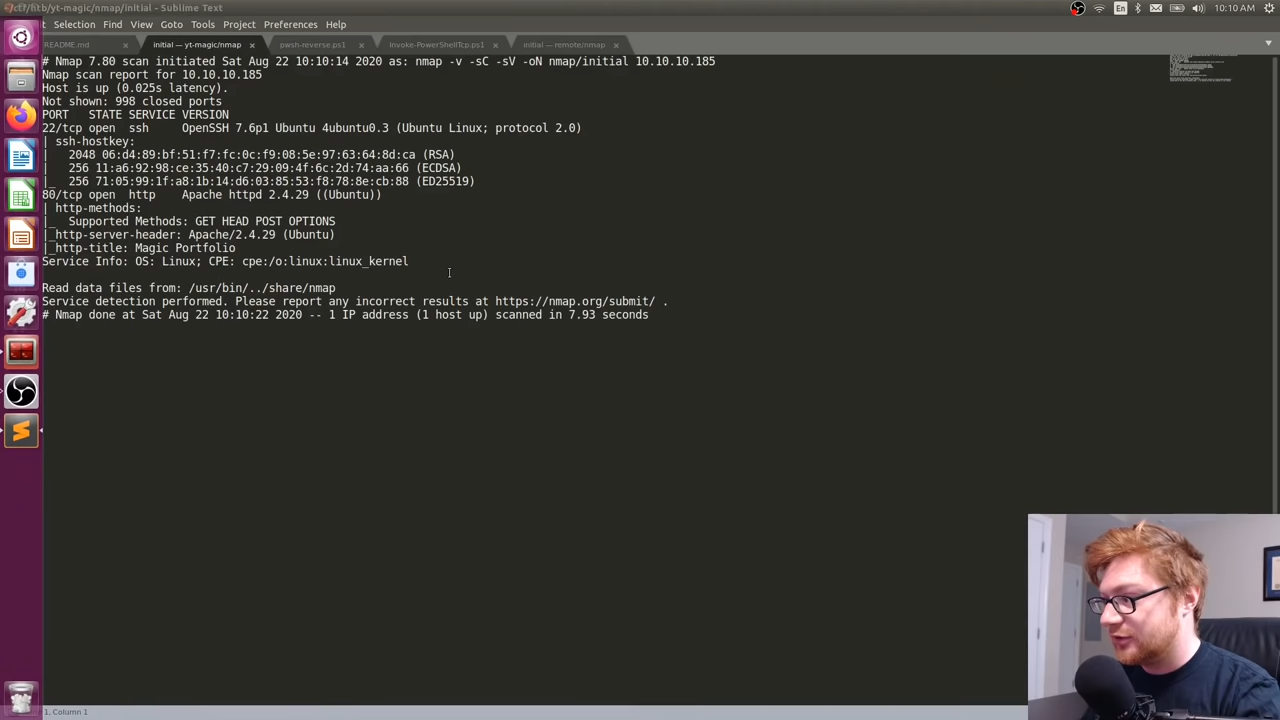 htb/yt-magic/nmap/initial - Sublime Text
En
10:10 AM
Selection Find View Goto Tools Project Preferences Help
README.md
initial — yt-magic/nmap
pwsh-reverse.ps1
Invoke-PowerShellTcp.ps1
initial — remote/nmap
# Nmap 7.80 scan initiated Sat Aug 22 10:10:14 2020 as: nmap -v -sC -sV -oN nmap/initial 10.10.10.185
Nmap scan report for 10.10.10.185
Host is up (0.025s latency).
Not shown: 998 closed ports
PORT   STATE SERVICE VERSION
22/tcp open  ssh     OpenSSH 7.6p1 Ubuntu 4ubuntu0.3 (Ubuntu Linux; protocol 2.0)
| ssh-hostkey:
|   2048 06:d4:89:bf:51:f7:fc:0c:f9:08:5e:97:63:64:8d:ca (RSA)
|   256 11:a6:92:98:ce:35:40:c7:29:09:4f:6c:2d:74:aa:66 (ECDSA)
|_  256 71:05:99:1f:a8:1b:14:d6:03:85:53:f8:78:8e:cb:88 (ED25519)
80/tcp open  http    Apache httpd 2.4.29 ((Ubuntu))
| http-methods:
|_  Supported Methods: GET HEAD POST OPTIONS
|_http-server-header: Apache/2.4.29 (Ubuntu)
|_http-title: Magic Portfolio
Service Info: OS: Linux; CPE: cpe:/o:linux:linux_kernel
Read data files from: /usr/bin/../share/nmap
Service detection performed. Please report any incorrect results at https://nmap.org/submit/ .
# Nmap done at Sat Aug 22 10:10:22 2020 -- 1 IP address (1 host up) scanned in 7.93 seconds
1, Column 1